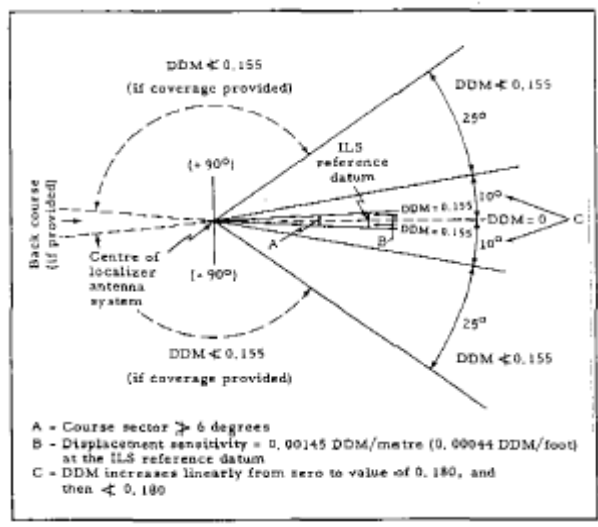 DDM ≮ 0.155
(if coverage provided)
DDM ≮ 0.155
25°
ILS
reference
datum
(+ 90°)
10°
DDM = 0.155
DDM = 0
C
DDM = 0.155
10°
A
B
Back course
(if provided)
Centre of
localizer
antenna
system
(+ 90°)
25°
DDM ≮ 0.155
(if coverage provided)
DDM ≮ 0.155
A - Course sector ≯ 6 degrees
B - Displacement sensitivity = 0.00145 DDM/metre (0.00044 DDM/foot)
at the ILS reference datum
C - DDM increases linearly from zero to value of 0.180, and
then ≮ 0.180